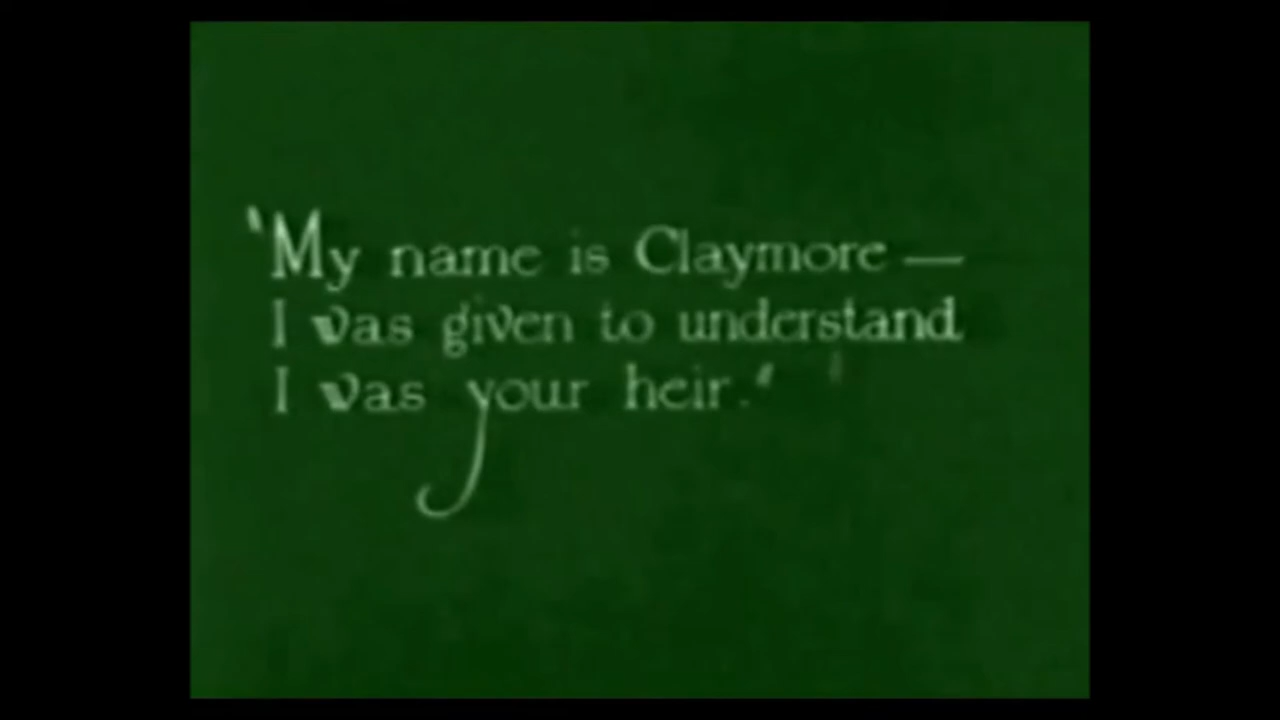 'My name is Claymore —
I was given to understand
I was your heir.'